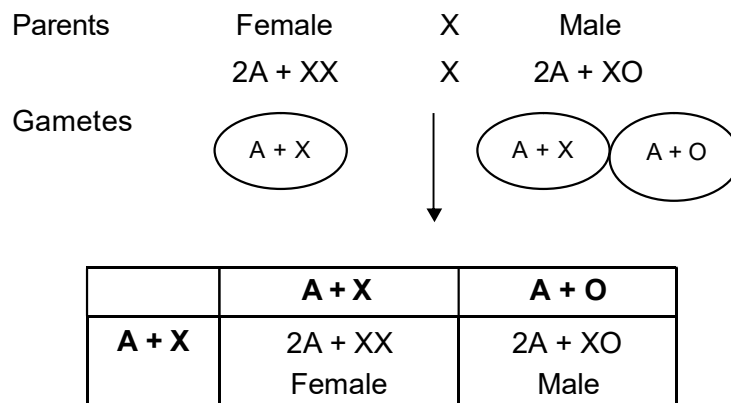 Parents Female X Male
2A + XX X 2A + XO
Gametes
A + X A + X A + O
A + X A + O
A + X 2A + XX 2A + XO
Female Male